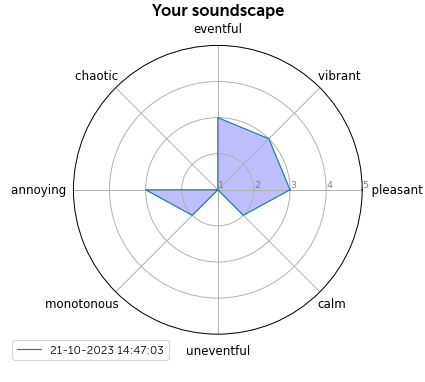 Your soundscape
eventful
chaotic
vibrant
annoying
1 2 3 4 5
pleasant
monotonous
calm
uneventful
21-10-2023 14:47:03